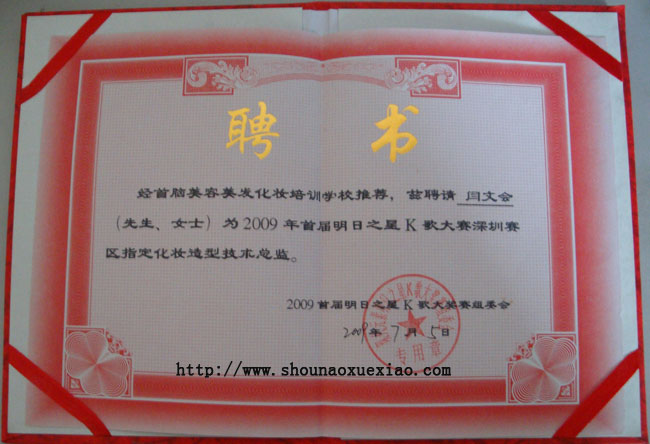 聘 书
经首脑美容美发化妆培训学校推荐，兹聘请 闫文会
（先生、女士）为2009年首届明日之星K歌大赛深圳赛
区指定化妆造型技术总监。
2009首届明日之星K歌大奖赛组委会
2009年7月5日
专用章
http://www.shounaoxuexiao.com